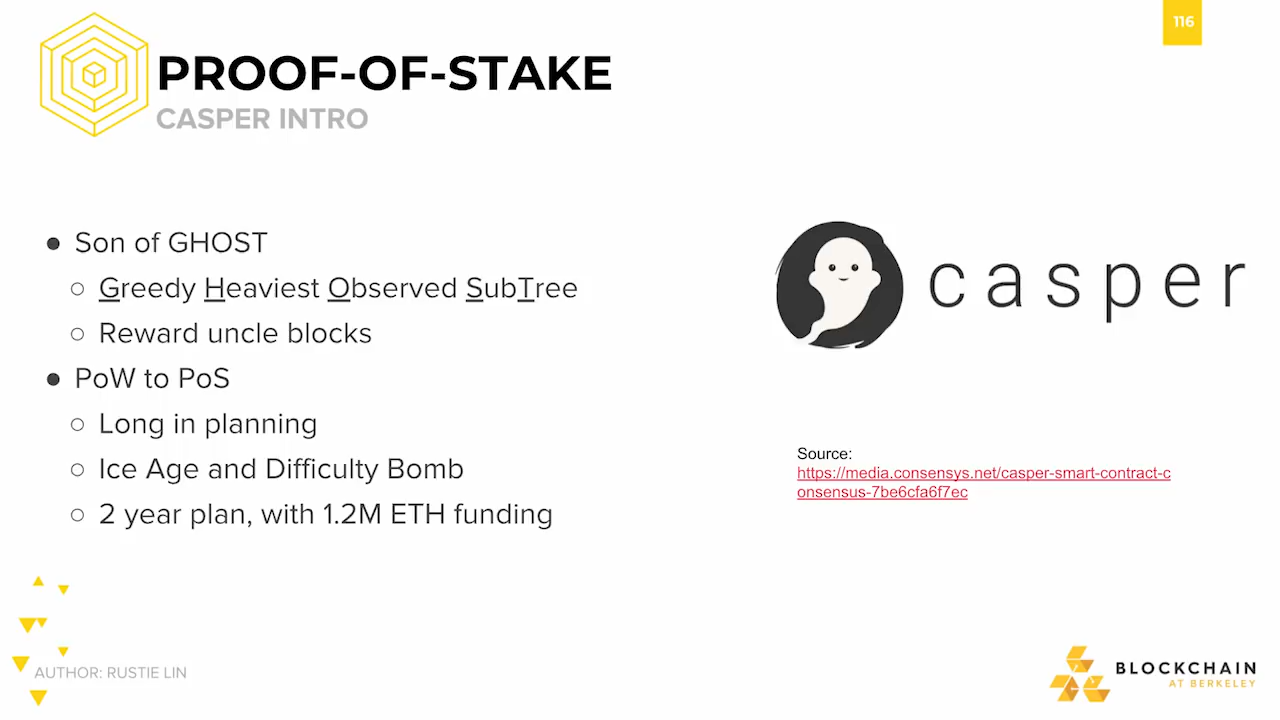 116
PROOF-OF-STAKE
CASPER INTRO
● Son of GHOST
○ Greedy Heaviest Observed SubTree
○ Reward uncle blocks
● PoW to PoS
○ Long in planning
○ Ice Age and Difficulty Bomb
○ 2 year plan, with 1.2M ETH funding
casper
Source:
https://media.consensys.net/casper-smart-contract-c
onsensus-7be6cfa6f7ec
AUTHOR: RUSTIE LIN
BLOCKCHAIN
AT BERKELEY